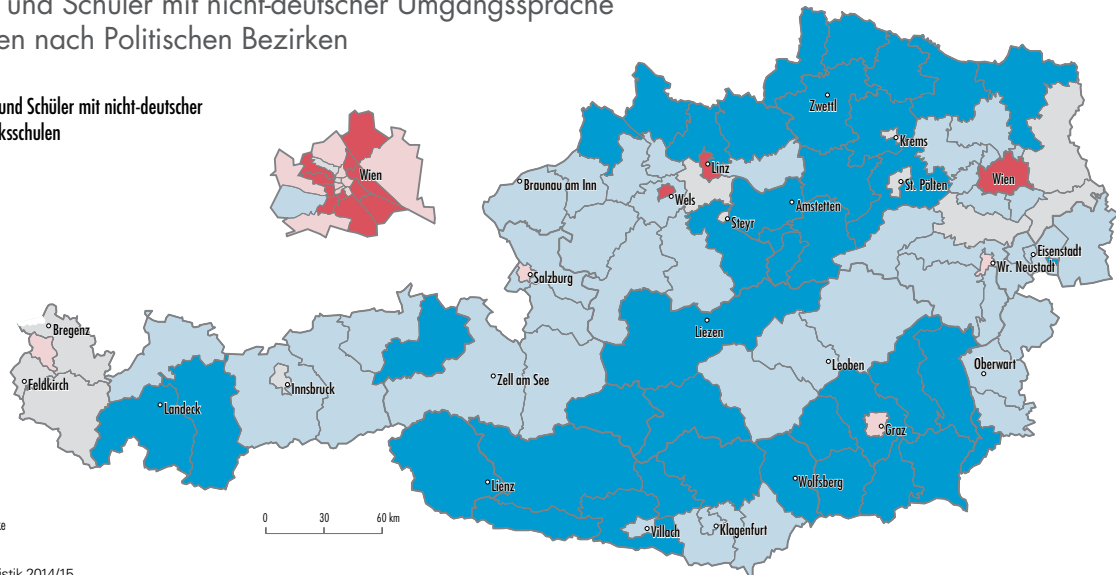 und Schüler mit nicht-deutscher Umgangssprache
en nach Politischen Bezirken
und Schüler mit nicht-deutscher
ksschulen
Wien
Zwettl
Krems
Linz
Wien
Braunau am Inn
St. Pölten
Wels
Amstetten
Steyr
Eisenstadt
Wr. Neustadt
Salzburg
Bregenz
Liezen
Leoben
Oberwart
Zell am See
Feldkirch
Innsbruck
Landeck
Graz
Wolfsberg
Lienz
0 30 60 km
Villach
Klagenfurt
ke
istik 2014/15